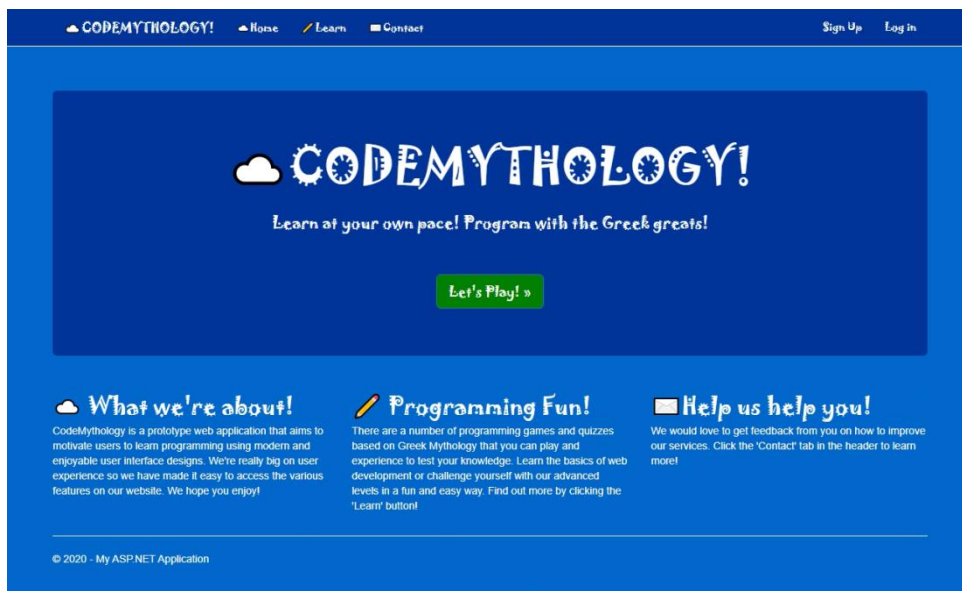 ☁ CODEMYTHOLOGY! ☁ Home ✏ Learn ✉ Contact Sign Up Log in
☁ CODEMYTHOLOGY!
Learn at your own pace! Program with the Greek greats!
Let's Play! »
☁ What we're about!
CodeMythology is a prototype web application that aims to
motivate users to learn programming using modern and
enjoyable user interface designs. We're really big on user
experience so we have made it easy to access the various
features on our website. We hope you enjoy!
✏ Programming Fun!
There are a number of programming games and quizzes
based on Greek Mythology that you can play and
experience to test your knowledge. Learn the basics of web
development or challenge yourself with our advanced
levels in a fun and easy way. Find out more by clicking the
'Learn' button!
✉ Help us help you!
We would love to get feedback from you on how to improve
our services. Click the 'Contact' tab in the header to learn
more!
© 2020 - My ASP.NET Application